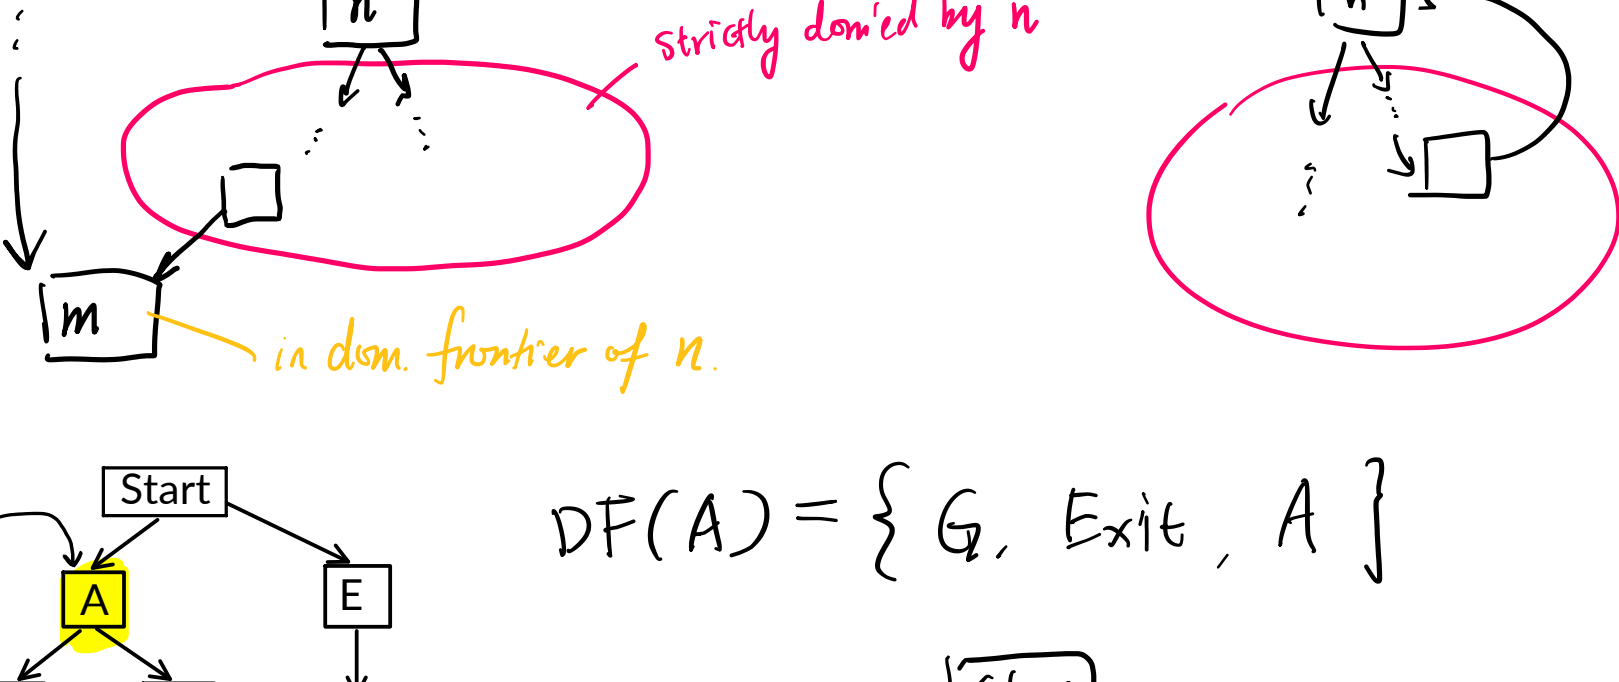 n
strictly dom'ed by n
n
m
in dom. frontier of n.
Start
DF(A) = { G, Exit, A }
A
E